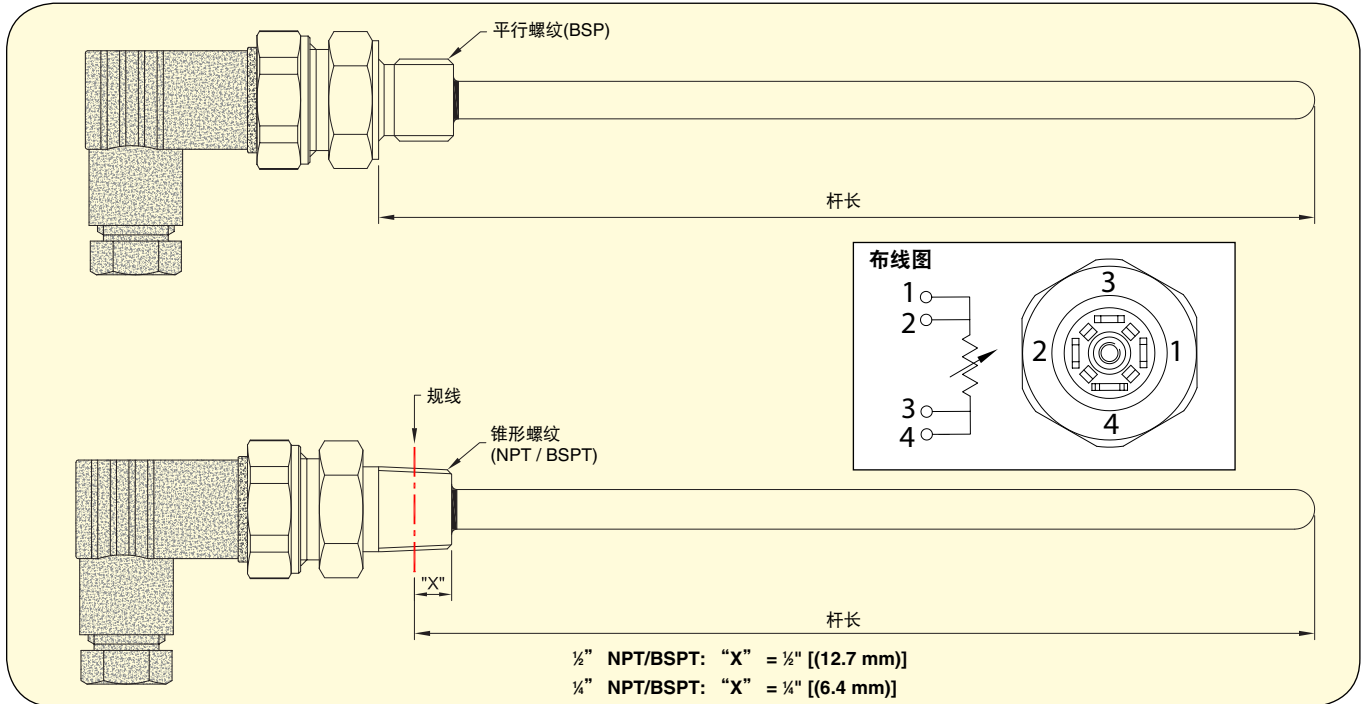 平行螺纹(BSP)
杆长
布线图
1
2
3
4
3
2
1
4
规线
锥形螺纹
(NPT / BSPT)
"X"
杆长
½” NPT/BSPT: “X” = ½" [(12.7 mm)]
¼” NPT/BSPT: “X” = ¼" [(6.4 mm)]